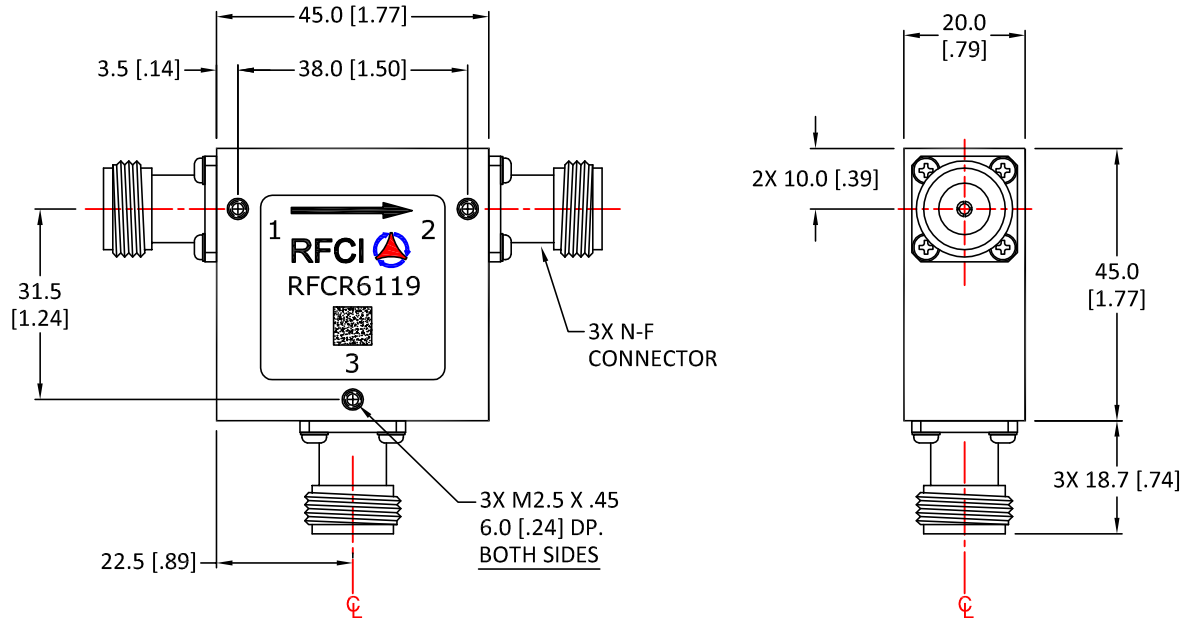 45.0 [1.77]
3.5 [.14]
38.0 [1.50]
20.0
[.79]
2X 10.0 [.39]
1
2
RFCI
RFCR6119
3
31.5
[1.24]
3X N-F
CONNECTOR
45.0
[1.77]
3X M2.5 X .45
6.0 [.24] DP.
BOTH SIDES
3X 18.7 [.74]
22.5 [.89]
℄
℄